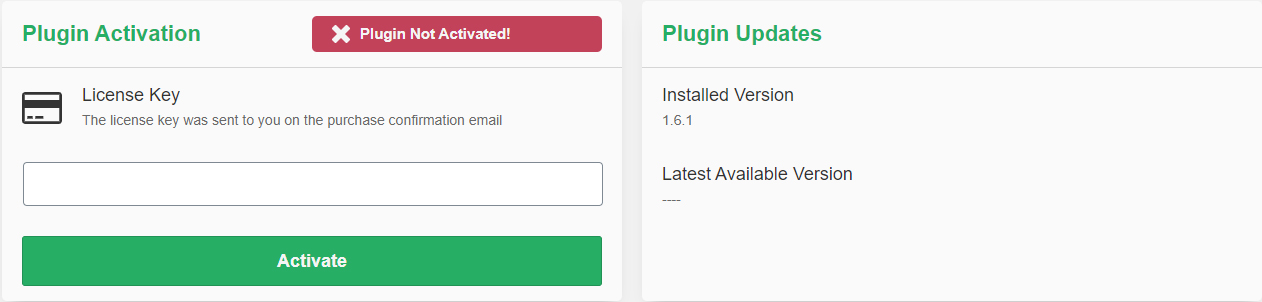 Plugin Activation
Plugin Not Activated!
License Key
The license key was sent to you on the purchase confirmation email
Activate
Plugin Updates
Installed Version
1.6.1
Latest Available Version
----